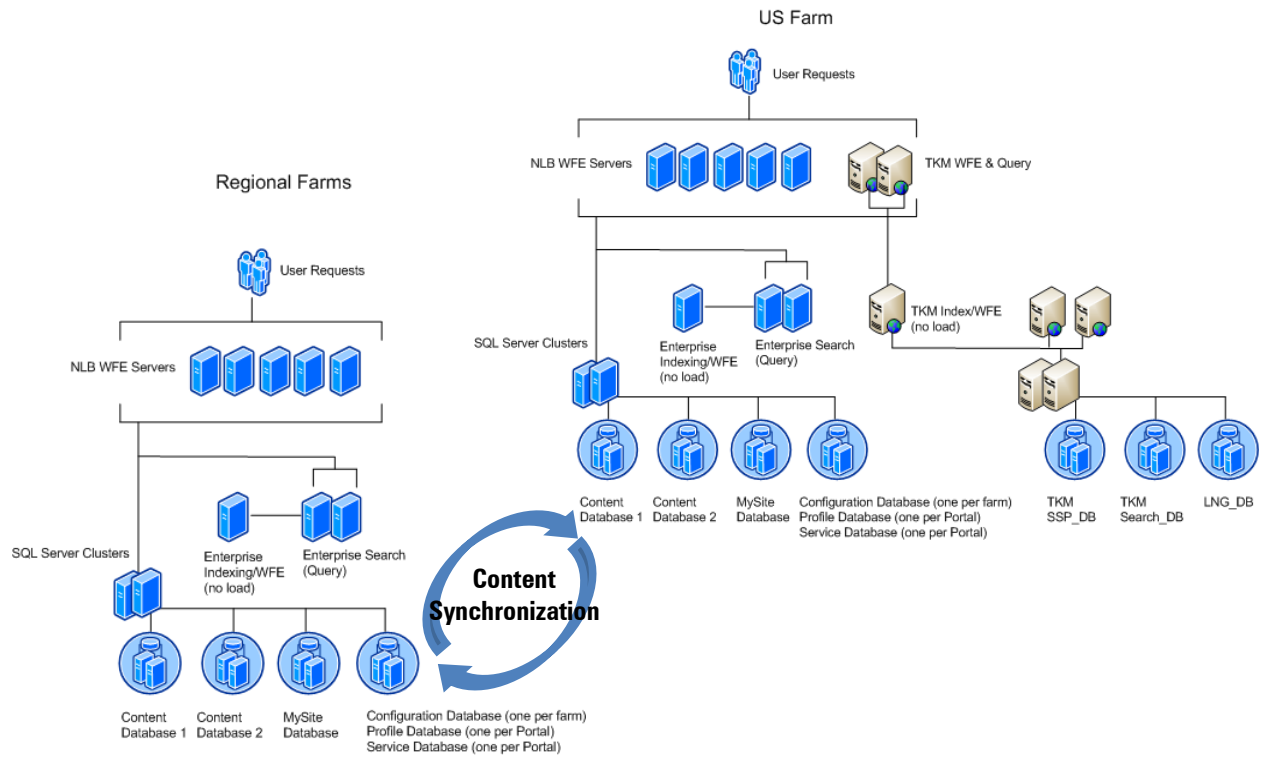 US Farm
User Requests
NLB WFE Servers
TKM WFE & Query
TKM Index/WFE
(no load)
SQL Server Clusters
Enterprise
Indexing/WFE
(no load)
Enterprise Search
(Query)
Content
Database 1
Content
Database 2
MySite
Database
Configuration Database (one per farm)
Profile Database (one per Portal)
Service Database (one per Portal)
TKM
SSP_DB
TKM
Search_DB
LNG_DB
Regional Farms
User Requests
NLB WFE Servers
SQL Server Clusters
Enterprise
Indexing/WFE
(no load)
Enterprise Search
(Query)
Content
Database 1
Content
Database 2
MySite
Database
Configuration Database (one per farm)
Profile Database (one per Portal)
Service Database (one per Portal)
Content
Synchronization